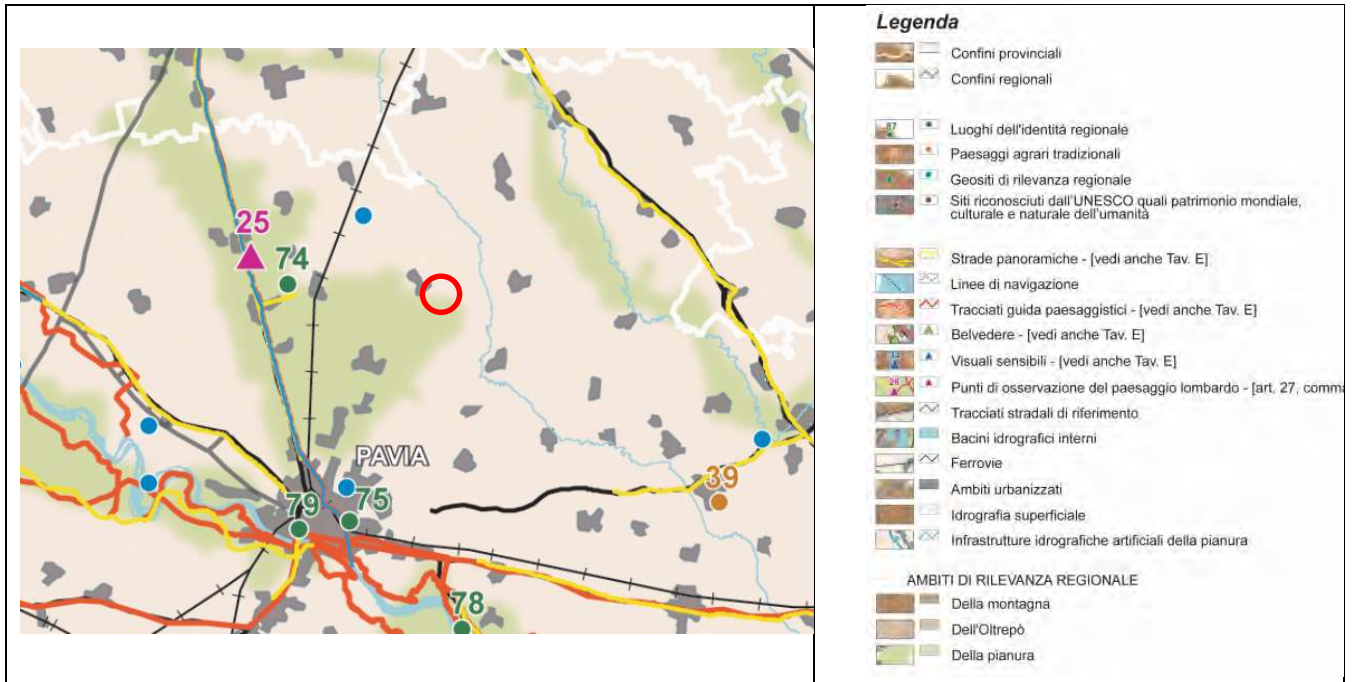 25
74
PAVIA
39
79
75
78
Legenda
Confini provinciali
Confini regionali
87
Luoghi dell'identità regionale
Paesaggi agrari tradizionali
Geositi di rilevanza regionale
Siti riconosciuti dall'UNESCO quali patrimonio mondiale,
culturale e naturale dell'umanità
Strade panoramiche - [vedi anche Tav. E]
Linee di navigazione
Tracciati guida paesaggistici - [vedi anche Tav. E]
Belvedere - [vedi anche Tav. E]
Visuali sensibili - [vedi anche Tav. E]
Punti di osservazione del paesaggio lombardo - [art. 27, comma
Tracciati stradali di riferimento
Bacini idrografici interni
Ferrovie
Ambiti urbanizzati
Idrografia superficiale
Infrastrutture idrografiche artificiali della pianura
AMBITI DI RILEVANZA REGIONALE
Della montagna
Dell'Oltrepò
Della pianura